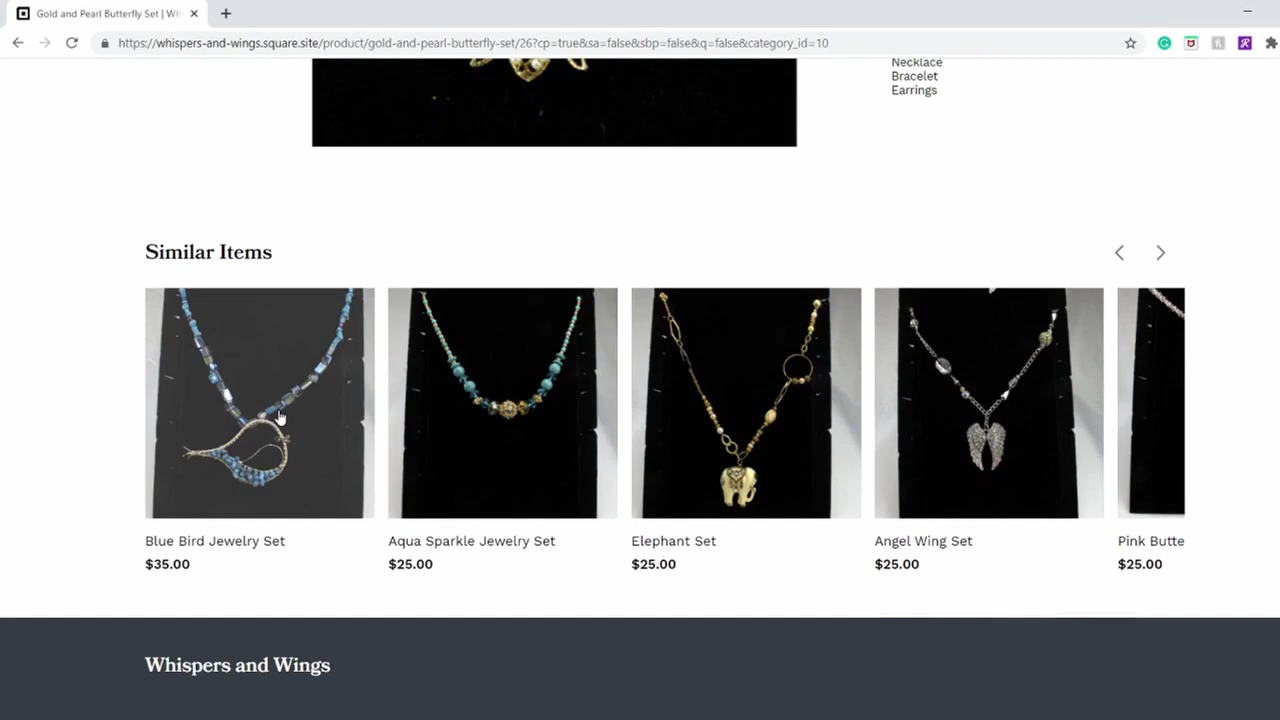 Gold and Pearl Butterfly Set | Wh
https://whispers-and-wings.square.site/product/gold-and-pearl-butterfly-set/26?cp=true&sa=false&sbp=false&q=false&category_id=10
Necklace
Bracelet
Earrings
Similar Items
Blue Bird Jewelry Set
$35.00
Aqua Sparkle Jewelry Set
$25.00
Elephant Set
$25.00
Angel Wing Set
$25.00
Pink Butte
$25.00
Whispers and Wings